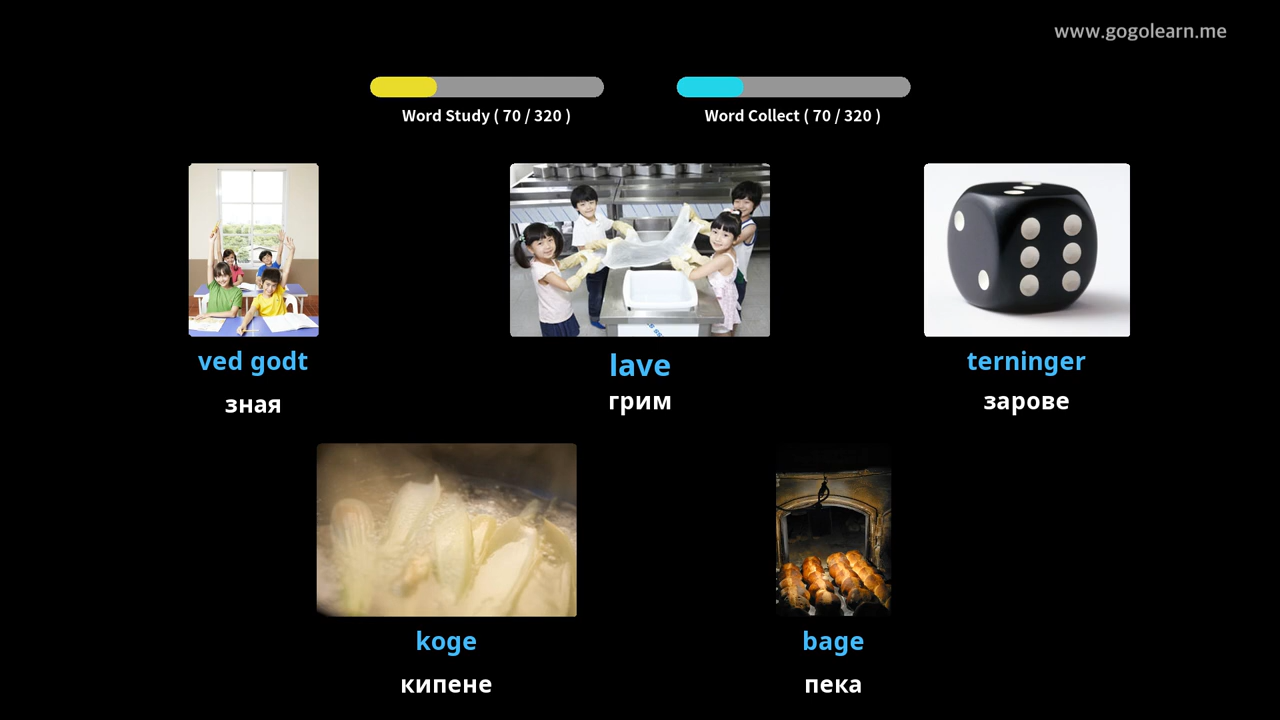 www.gogolearn.me
Word Study ( 70 / 320 )
Word Collect ( 70 / 320 )
ved godt
зная
lave
грим
terninger
зарове
koge
кипене
bage
пека